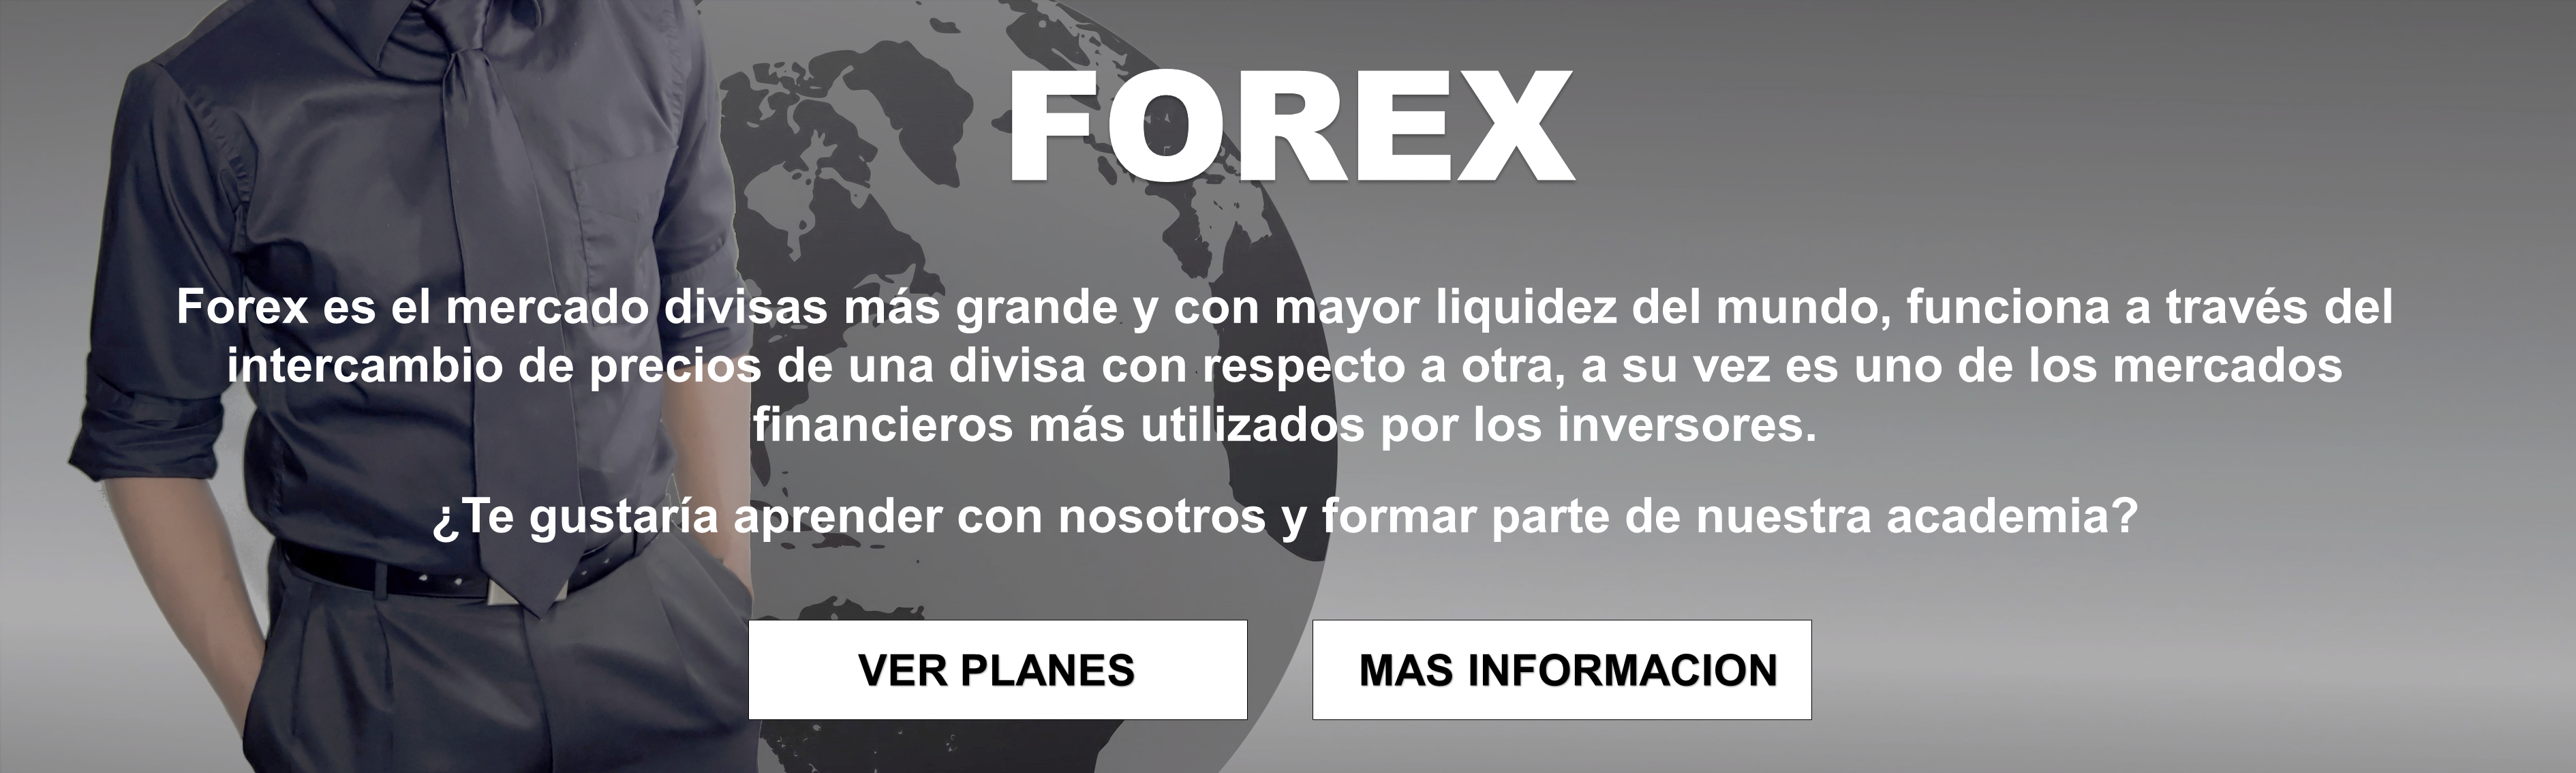 FOREX
Forex es el mercado divisas más grande y con mayor liquidez del mundo, funciona a través del
intercambio de precios de una divisa con respecto a otra, a su vez es uno de los mercados
financieros más utilizados por los inversores.
¿Te gustaría aprender con nosotros y formar parte de nuestra academia?
VER PLANES
MAS INFORMACION